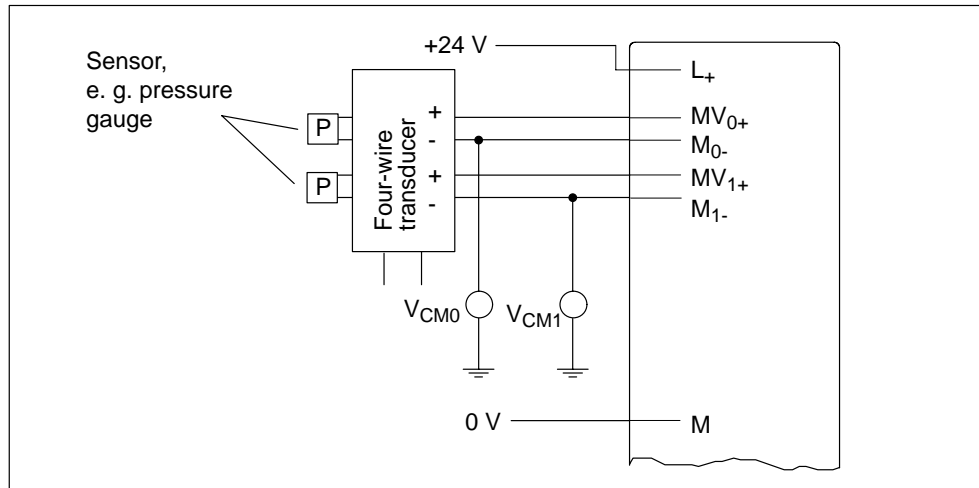 +24 V
L+
Sensor,
e. g. pressure
gauge
P
P
Four-wire
transducer
+
-
+
-
MV0+
M0-
MV1+
M1-
VCM0
VCM1
0 V
M